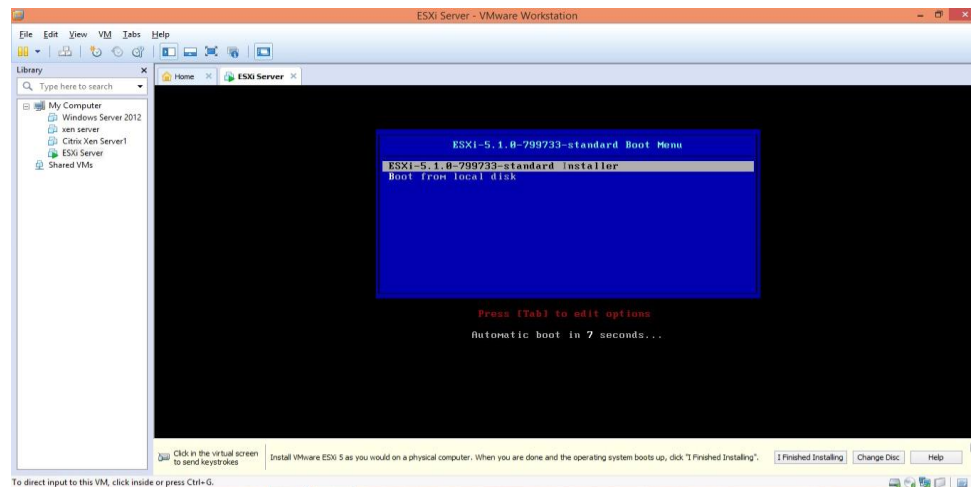 ESXi Server - VMware Workstation
File Edit View VM Tabs Help
Library
Type here to search
My Computer
Windows Server 2012
xen server
Citrix Xen Server1
ESXi Server
Shared VMs
Home
ESXi Server
ESXi-5.1.0-799733-standard Boot Menu
ESXi-5.1.0-799733-standard Installer
Boot from local disk
Press [Tab] to edit options
Automatic boot in 7 seconds...
Click in the virtual screen
to send keystrokes
Install VMware ESXi 5 as you would on a physical computer. When you are done and the operating system boots up, click "I Finished Installing".
I Finished Installing
Change Disc
Help
To direct input to this VM, click inside or press Ctrl+G.